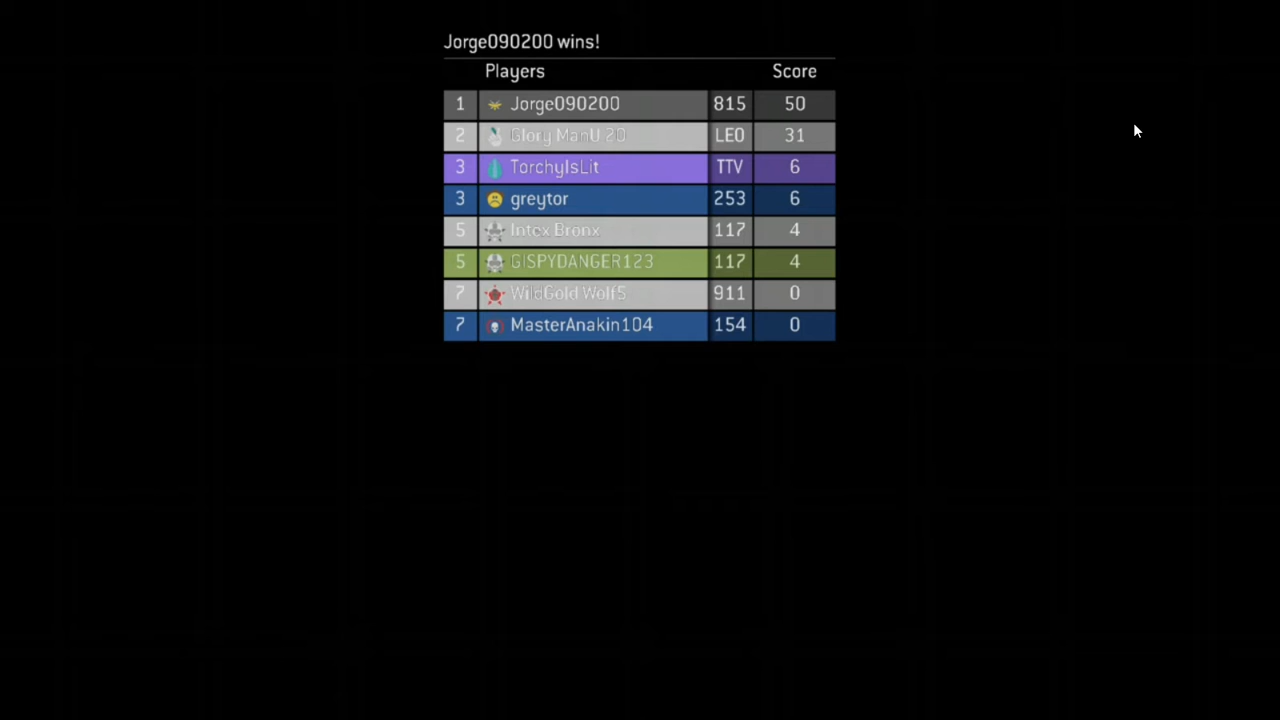 Jorge090200 wins!
Players Score
1 Jorge090200 815 50
2 Glory ManU 20 LEO 31
3 TorchyIsLit TTV 6
3 greytor 253 6
5 Intex Bronx 117 4
5 GISPYDANGER123 117 4
7 WildGold Wolf5 911 0
7 MasterAnakin104 154 0